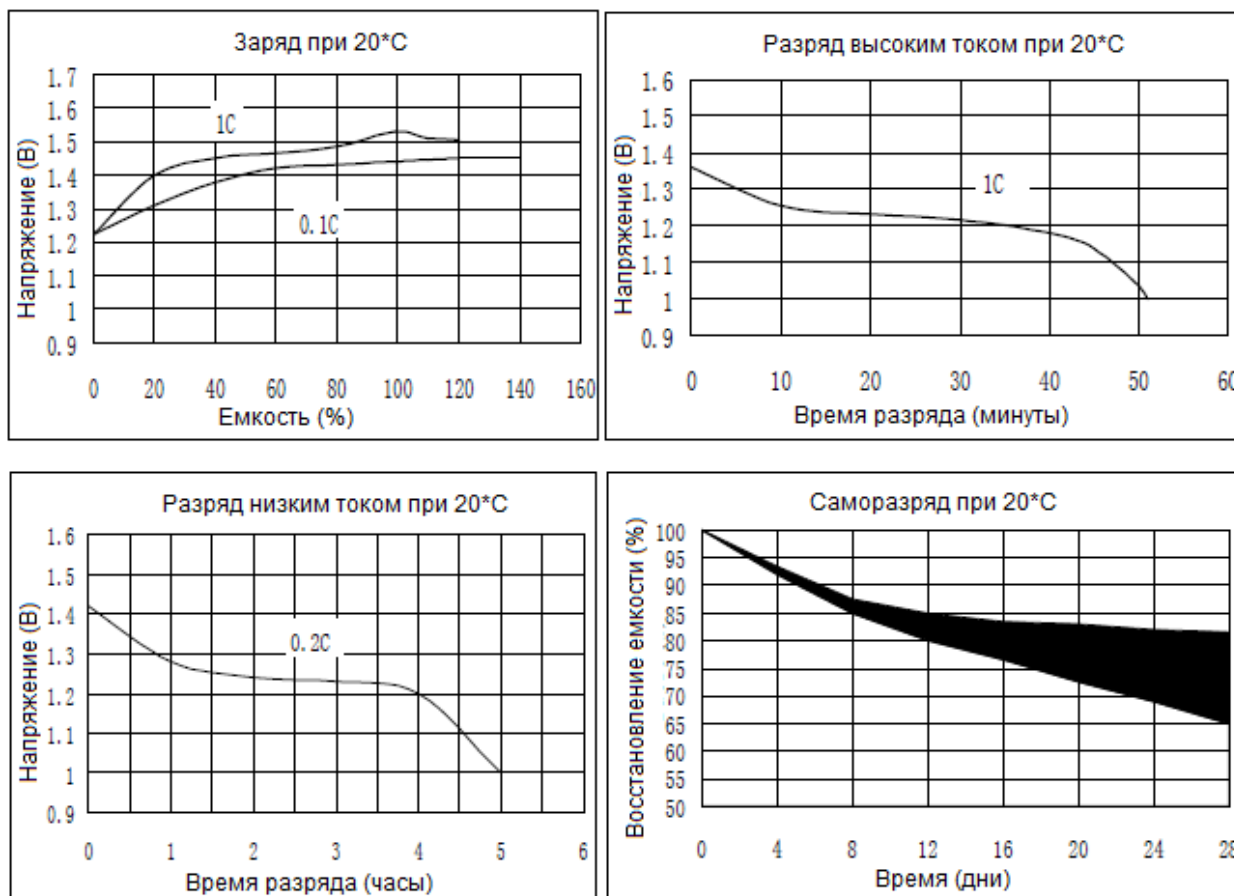 Заряд при 20*C
Напряжение (В)
1.7
1.6
1.5
1.4
1.3
1.2
1.1
1
0.9
1C
0.1C
0 20 40 60 80 100 120 140 160
Емкость (%)
Разряд высоким током при 20*C
Напряжение (В)
1.6
1.5
1.4
1.3
1.2
1.1
1
0.9
1C
0 10 20 30 40 50 60
Время разряда (минуты)
Разряд низким током при 20*C
Напряжение (В)
1.6
1.5
1.4
1.3
1.2
1.1
1
0.9
0.2C
0 1 2 3 4 5 6
Время разряда (часы)
Саморазряд при 20*C
Восстановление емкости (%)
100
95
90
85
80
75
70
65
60
55
50
0 4 8 12 16 20 24 28
Время (дни)